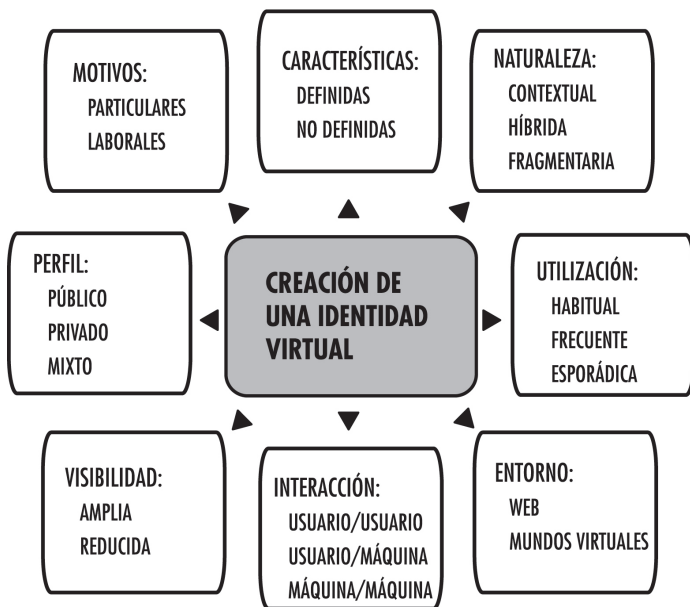 MOTIVOS:
PARTICULARES
LABORALES
CARACTERÍSTICAS:
DEFINIDAS
NO DEFINIDAS
NATURALEZA:
CONTEXTUAL
HÍBRIDA
FRAGMENTARIA
PERFIL:
PÚBLICO
PRIVADO
MIXTO
CREACIÓN DE
UNA IDENTIDAD
VIRTUAL
UTILIZACIÓN:
HABITUAL
FRECUENTE
ESPORÁDICA
VISIBILIDAD:
AMPLIA
REDUCIDA
INTERACCIÓN:
USUARIO/USUARIO
USUARIO/MÁQUINA
MÁQUINA/MÁQUINA
ENTORNO:
WEB
MUNDOS VIRTUALES